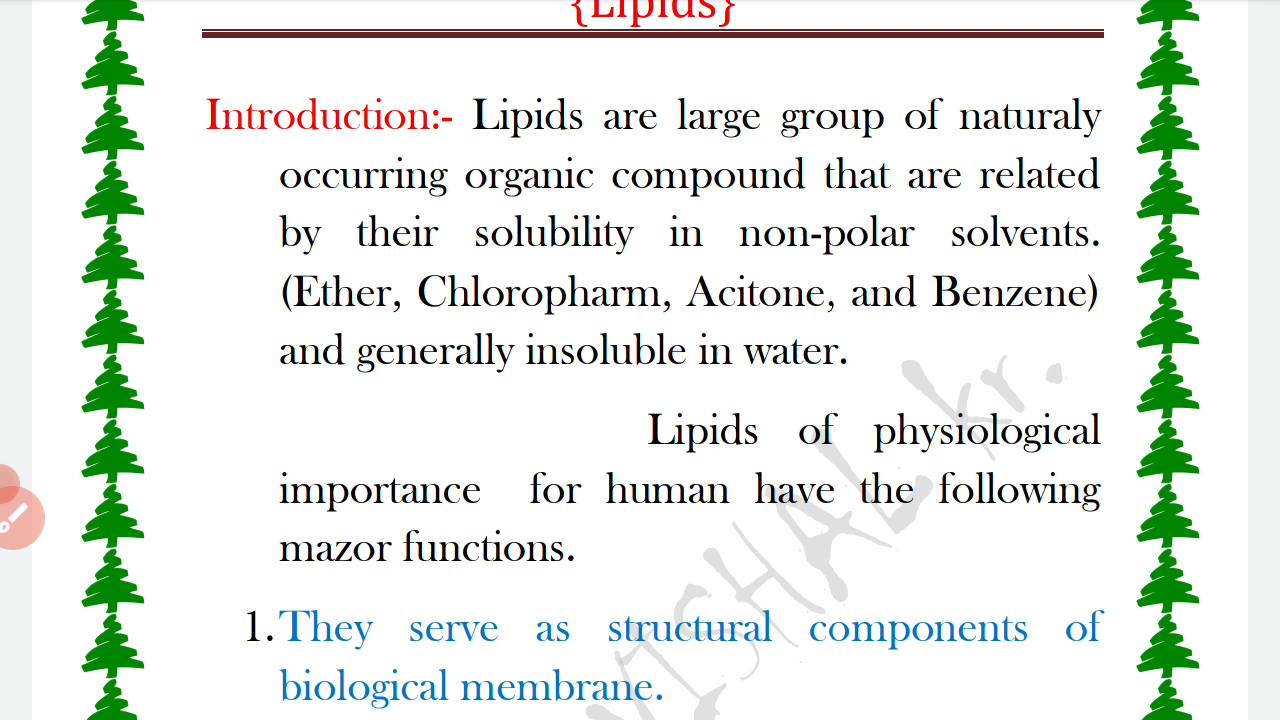 {Lipids}
Introduction:- Lipids are large group of naturaly
occurring organic compound that are related
by their solubility in non-polar solvents.
(Ether, Chloropharm, Acitone, and Benzene)
and generally insoluble in water.
Lipids of physiological
importance for human have the following
mazor functions.
1. They serve as structural components of
biological membrane.
VISHAL kr.